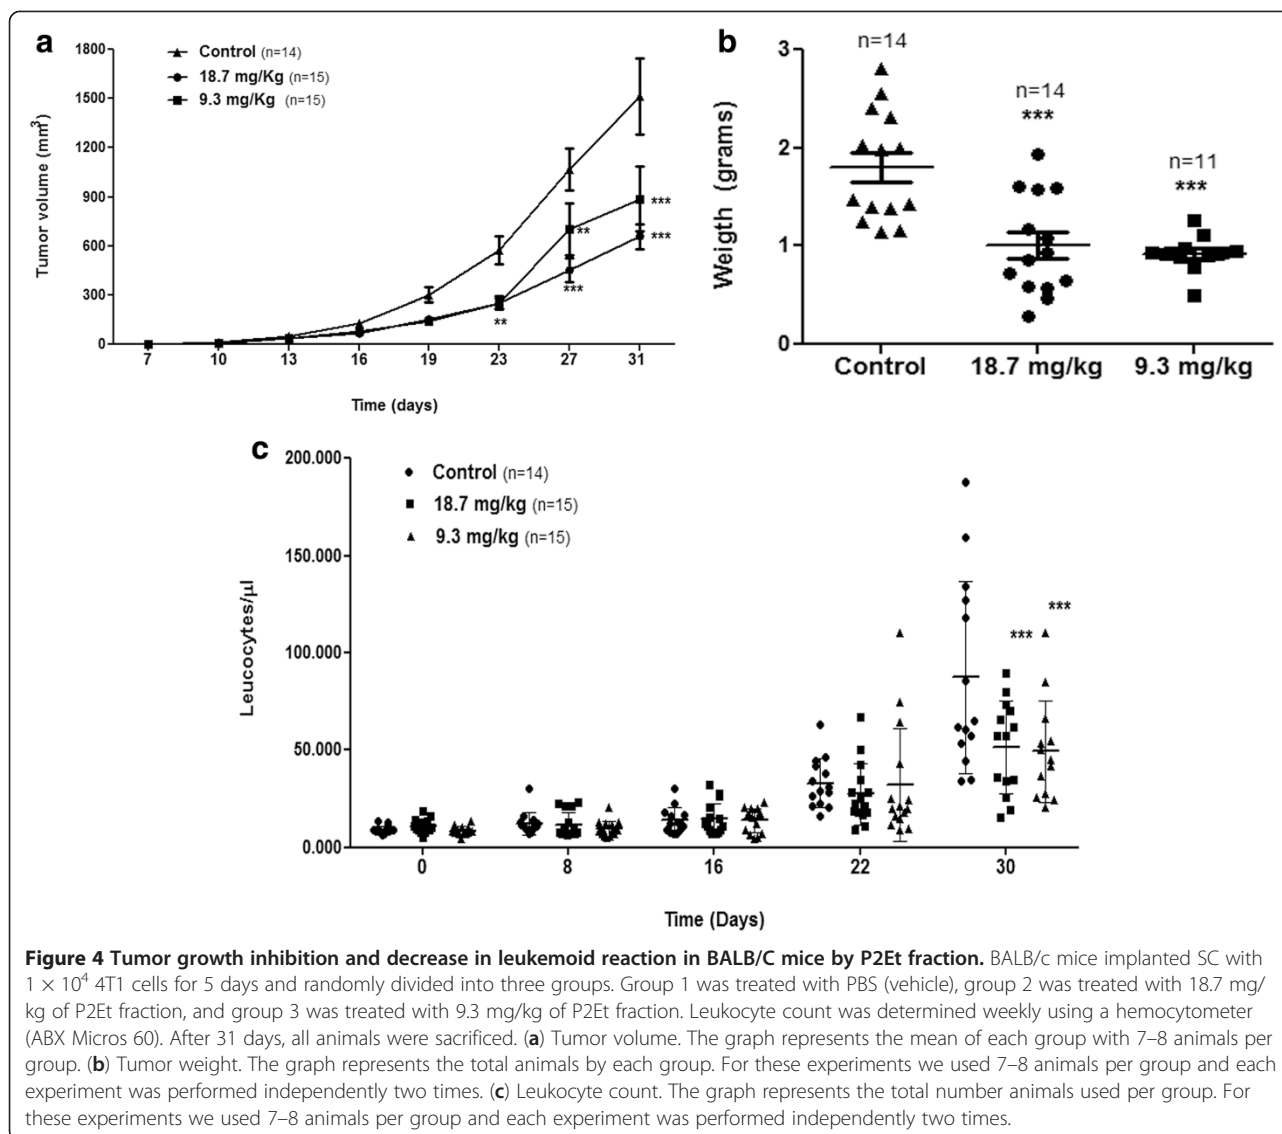 a
1800
1500
1200
900
600
300
0
Tumor volume (mm³)
Control (n=14)
18.7 mg/Kg (n=15)
9.3 mg/Kg (n=15)
**
***
***
**
***
7 10 13 16 19 23 27 31
Time (days)
b
3
2
1
0
Weigth (grams)
n=14
n=14
***
n=11
***
Control 18.7 mg/kg 9.3 mg/kg
c
200.000
150.000
100.000
50.000
0.000
Leucocytes/µl
Control (n=14)
18.7 mg/kg (n=15)
9.3 mg/kg (n=15)
***
***
0 8 16 22 30
Time (Days)
Figure 4 Tumor growth inhibition and decrease in leukemoid reaction in BALB/C mice by P2Et fraction. BALB/c mice implanted SC with
1 × 10⁴ 4T1 cells for 5 days and randomly divided into three groups. Group 1 was treated with PBS (vehicle), group 2 was treated with 18.7 mg/
kg of P2Et fraction, and group 3 was treated with 9.3 mg/kg of P2Et fraction. Leukocyte count was determined weekly using a hemocytometer
(ABX Micros 60). After 31 days, all animals were sacrificed. (a) Tumor volume. The graph represents the mean of each group with 7–8 animals per
group. (b) Tumor weight. The graph represents the total animals by each group. For these experiments we used 7–8 animals per group and each
experiment was performed independently two times. (c) Leukocyte count. The graph represents the total number animals used per group. For
these experiments we used 7–8 animals per group and each experiment was performed independently two times.